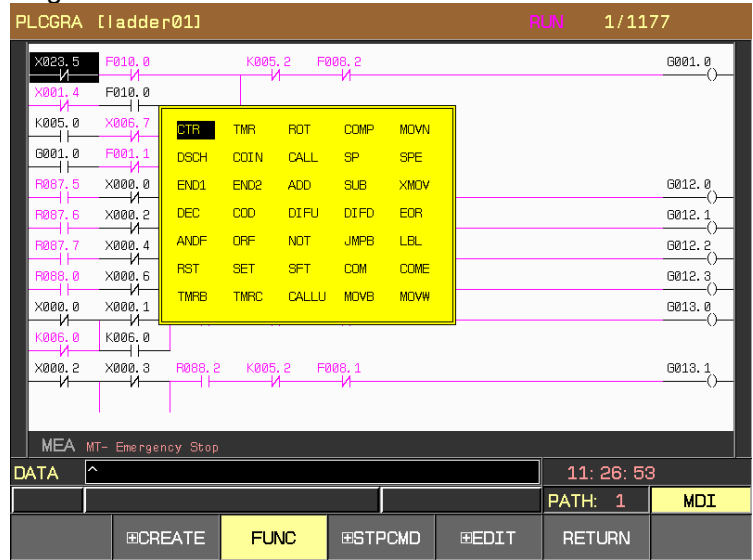 PLCGRA [ladder01] RUN 1/1177
X023.5 F010.0 K005.2 F008.2 G001.0
X001.4 F010.0
K005.0 X006.7
G001.0 F001.1
CTR TMR ROT COMP MOVN
DSCH COIN CALL SP SPE
END1 END2 ADD SUB XMOV
DEC COD DIFU DIFD EOR
ANDF ORF NOT JMPB LBL
RST SET SFT COM COME
TMRB TMRC CALLU MOVB MOVW
R087.5 X000.0 G012.0
R087.6 X000.2 G012.1
R087.7 X000.4 G012.2
R088.0 X000.6 G012.3
X000.0 X000.1 G013.0
K006.0 K006.0
X000.2 X000.3 R088.2 K005.2 F008.1 G013.1
MEA MT- Emergency Stop
DATA ^ 11:26:53
PATH: 1 MDI
⊞CREATE FUNC ⊞STPCMD ⊞EDIT RETURN